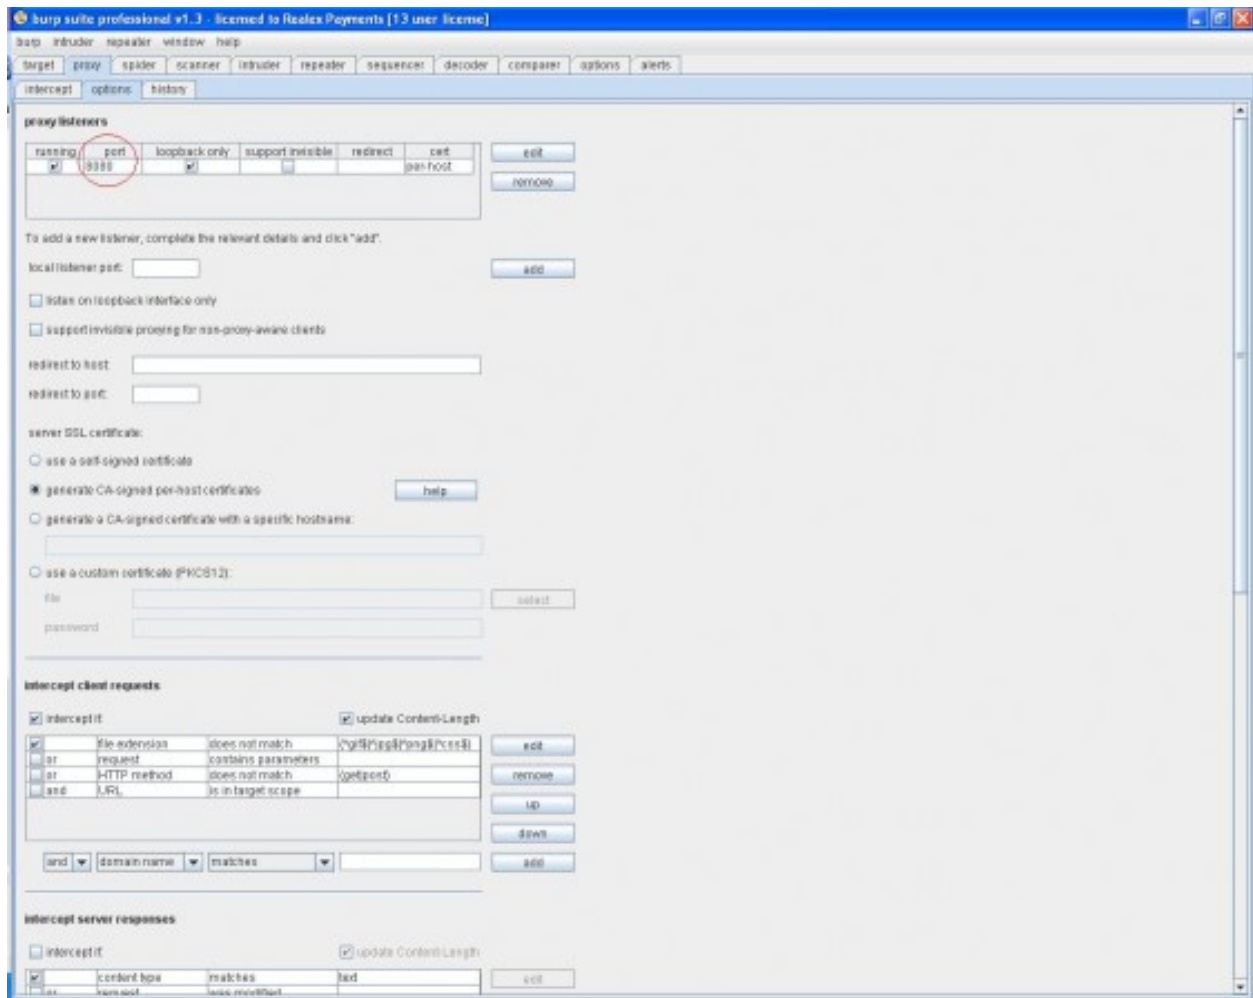 burp suite professional v1.3 - licensed to Realex Payments [13 user license]
burp intruder repeater window help
target proxy spider scanner intruder repeater sequencer decoder comparer options alerts
intercept options history
proxy listeners
running port loopback only support invisible redirect cert
8080 per-host
edit
remove
To add a new listener, complete the relevant details and click "add".
local listener port: add
listen on loopback interface only
support invisible proxying for non-proxy-aware clients
redirect to host:
redirect to port:
server SSL certificate:
use a self-signed certificate
generate CA-signed per-host certificates help
generate a CA-signed certificate with a specific hostname:
use a custom certificate (PKCS12):
file select
password
intercept client requests
intercept if: update Content-Length
file extension does not match (^gif$|^jpg$|^png$|^css$) edit
or request contains parameters
or HTTP method does not match (get|post) remove
and URL is in target scope
up
down
and domain name matches add
intercept server responses
intercept if: update Content-Length
content type matches text edit
or request was modified